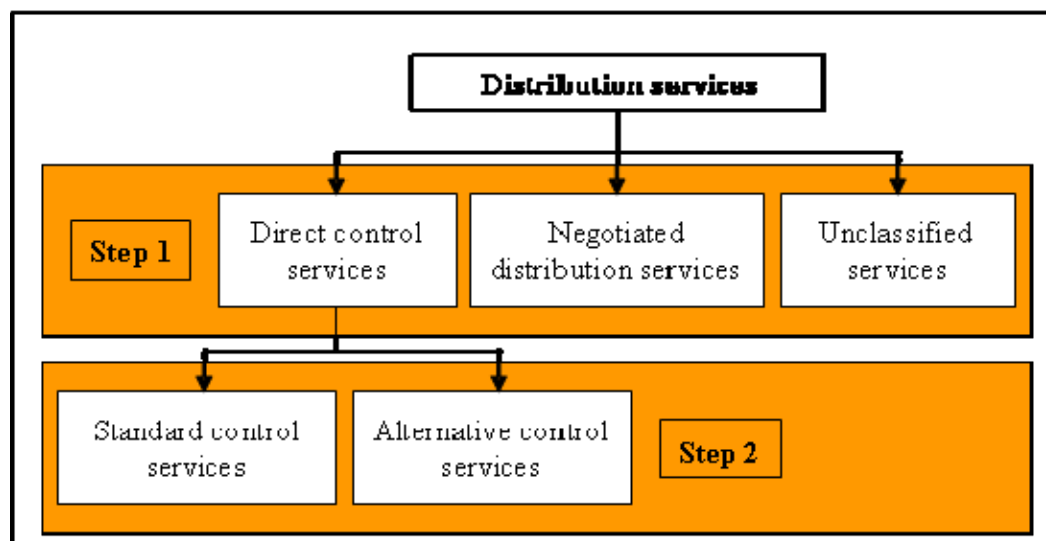 Distribution services
Step 1
Direct control
services
Negotiated
distribution services
Unclassified
services
Standard control
services
Alternative control
services
Step 2